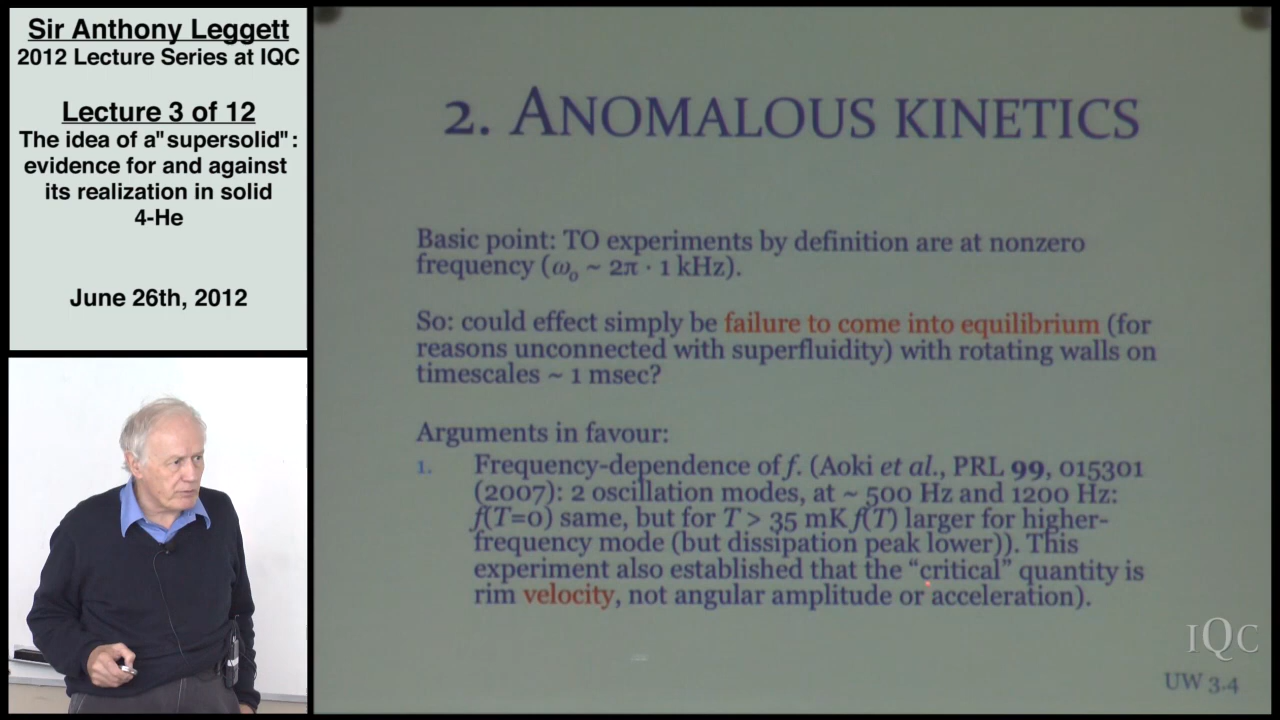 Sir Anthony Leggett
2012 Lecture Series at IQC
Lecture 3 of 12
The idea of a"supersolid":
evidence for and against
its realization in solid
4-He
June 26th, 2012
2. ANOMALOUS KINETICS
Basic point: TO experiments by definition are at nonzero
frequency (ω₀ ~ 2π · 1 kHz).
So: could effect simply be failure to come into equilibrium (for
reasons unconnected with superfluidity) with rotating walls on
timescales ~ 1 msec?
Arguments in favour:
1. Frequency-dependence of f. (Aoki et al., PRL 99, 015301
(2007): 2 oscillation modes, at ~ 500 Hz and 1200 Hz:
f(T=0) same, but for T > 35 mK f(T) larger for higher-
frequency mode (but dissipation peak lower)). This
experiment also established that the “critical” quantity is
rim velocity, not angular amplitude or acceleration).
IQC
UW 3.4